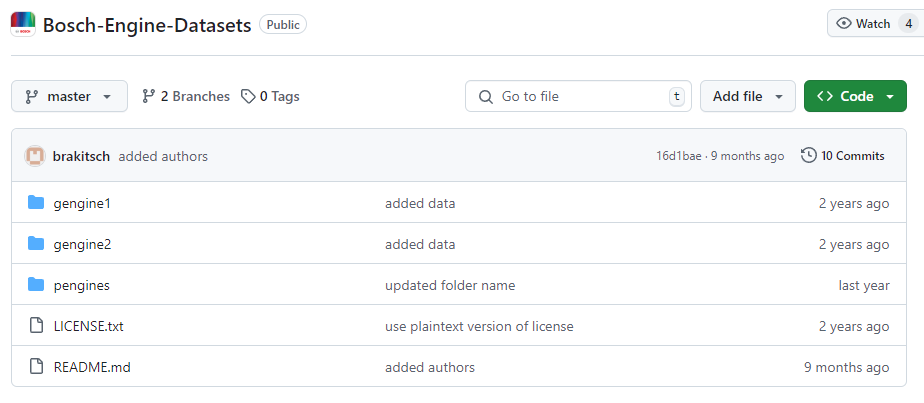 Bosch-Engine-Datasets Public Watch 4
master 2 Branches 0 Tags Go to file t Add file Code
brakitsch added authors 16d1bae · 9 months ago 10 Commits
gengine1 added data 2 years ago
gengine2 added data 2 years ago
pengines updated folder name last year
LICENSE.txt use plaintext version of license 2 years ago
README.md added authors 9 months ago